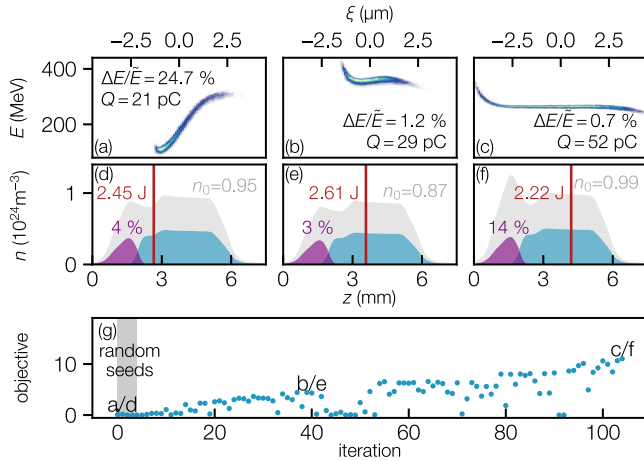 ξ (μm)
−2.5 0.0 2.5 −2.5 0.0 2.5 −2.5 0.0 2.5
E (MeV)
400
200
ΔE/Ẽ = 24.7 %
Q = 21 pC
(a)
ΔE/Ẽ = 1.2 %
Q = 29 pC
(b)
ΔE/Ẽ = 0.7 %
Q = 52 pC
(c)
n (10²⁴m⁻³)
1
0
(d)
2.45 J
n₀=0.95
4 %
(e)
2.61 J
n₀=0.87
3 %
(f)
2.22 J
n₀=0.99
14 %
0 3 6 0 3 6 0 3 6
z (mm)
(g)
random
seeds
a/d
b/e
c/f
objective
10
0
0 20 40 60 80 100
iteration